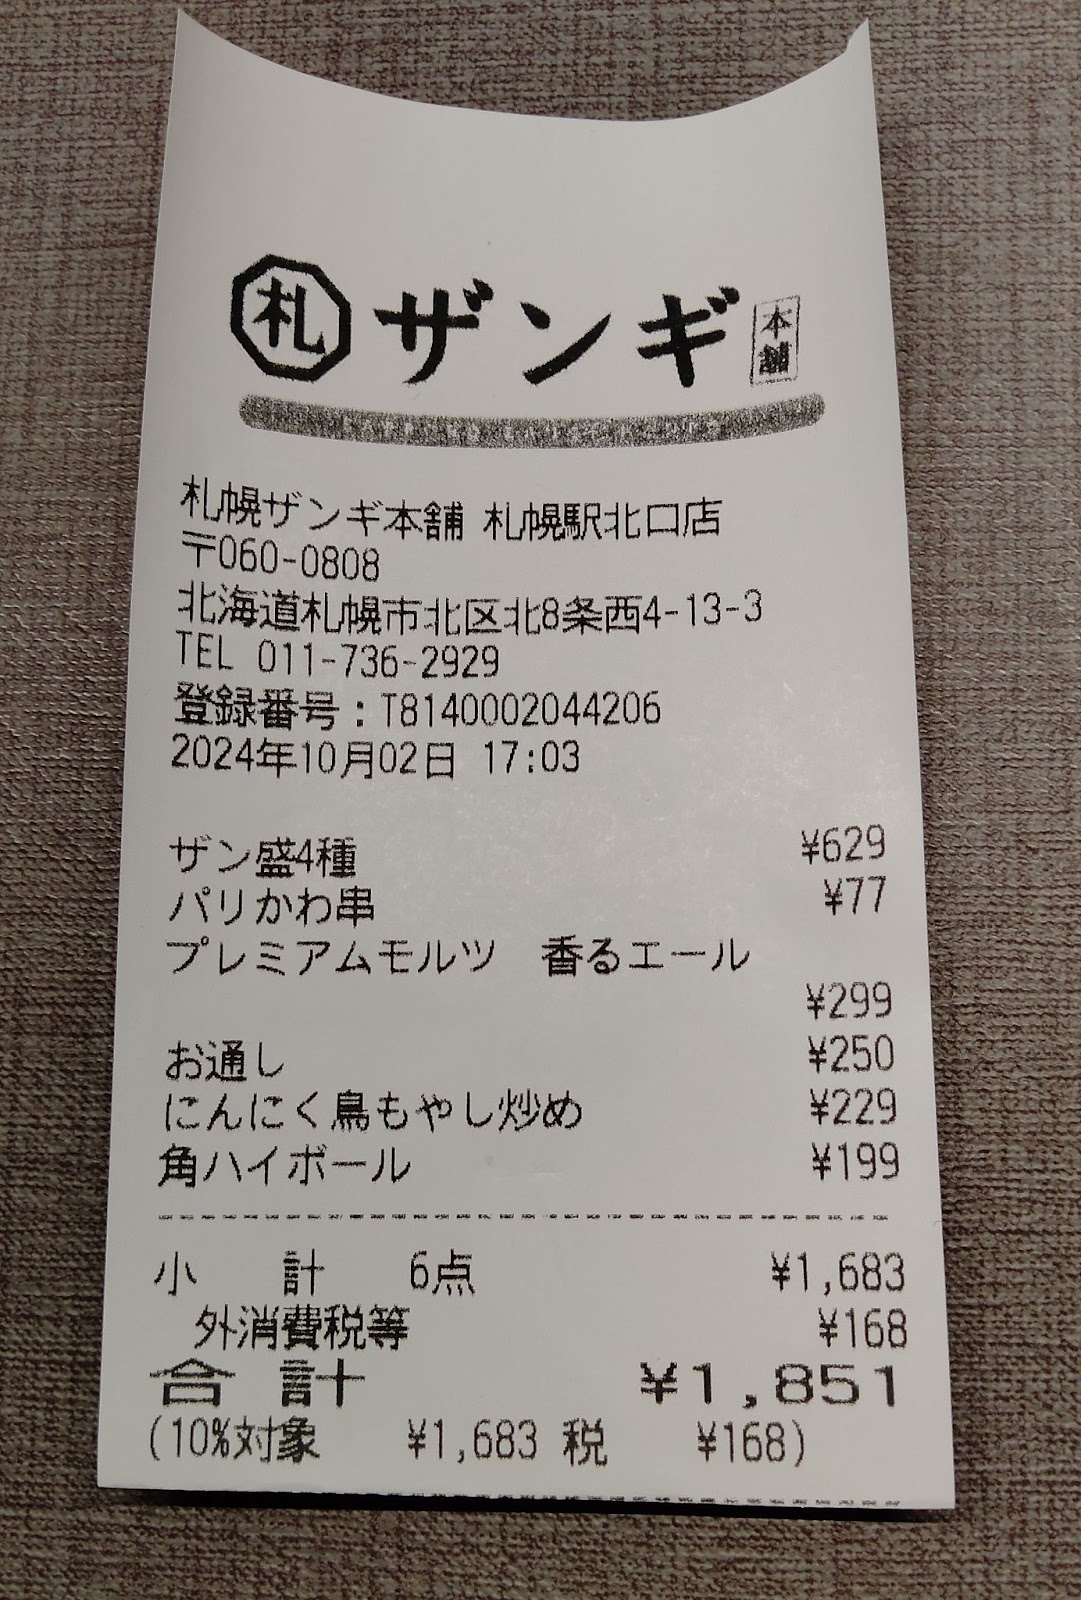 札 ザンギ 本舗
札幌ザンギ本舗 札幌駅北口店
〒060-0808
北海道札幌市北区北8条西4-13-3
TEL 011-736-2929
登録番号：T8140002044206
2024年10月02日 17:03
ザン盛4種 ¥629
パリかわ串 ¥77
プレミアムモルツ 香るエール
¥299
お通し ¥250
にんにく鳥もやし炒め ¥229
角ハイボール ¥199
小 計 6点 ¥1,683
外消費税等 ¥168
合 計 ¥1,851
(10%対象 ¥1,683 税 ¥168)